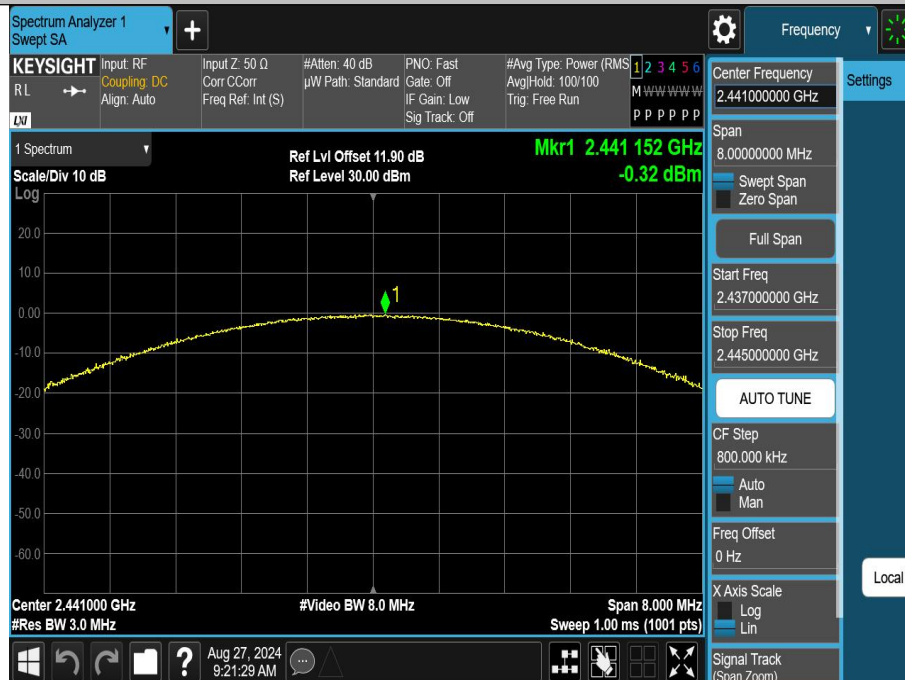 Spectrum Analyzer 1
Swept SA
+
Frequency
KEYSIGHT
RL
LXI
Input: RF
Coupling: DC
Align: Auto
Input Z: 50 Ω
Corr CCorr
Freq Ref: Int (S)
#Atten: 40 dB
µW Path: Standard
PNO: Fast
Gate: Off
IF Gain: Low
Sig Track: Off
#Avg Type: Power (RMS
Avg|Hold: 100/100
Trig: Free Run
1 2 3 4 5 6
M W W W W W
P P P P P P
1 Spectrum
Scale/Div 10 dB
Log
Ref Lvl Offset 11.90 dB
Ref Level 30.00 dBm
Mkr1 2.441 152 GHz
-0.32 dBm
20.0
10.0
0.00
-10.0
-20.0
-30.0
-40.0
-50.0
-60.0
1
Center 2.441000 GHz
#Res BW 3.0 MHz
#Video BW 8.0 MHz
Span 8.000 MHz
Sweep 1.00 ms (1001 pts)
Aug 27, 2024
9:21:29 AM
?
Center Frequency
2.441000000 GHz
Settings
Span
8.00000000 MHz
Swept Span
Zero Span
Full Span
Start Freq
2.437000000 GHz
Stop Freq
2.445000000 GHz
AUTO TUNE
CF Step
800.000 kHz
Auto
Man
Freq Offset
0 Hz
Local
X Axis Scale
Log
Lin
Signal Track
(Span Zoom)